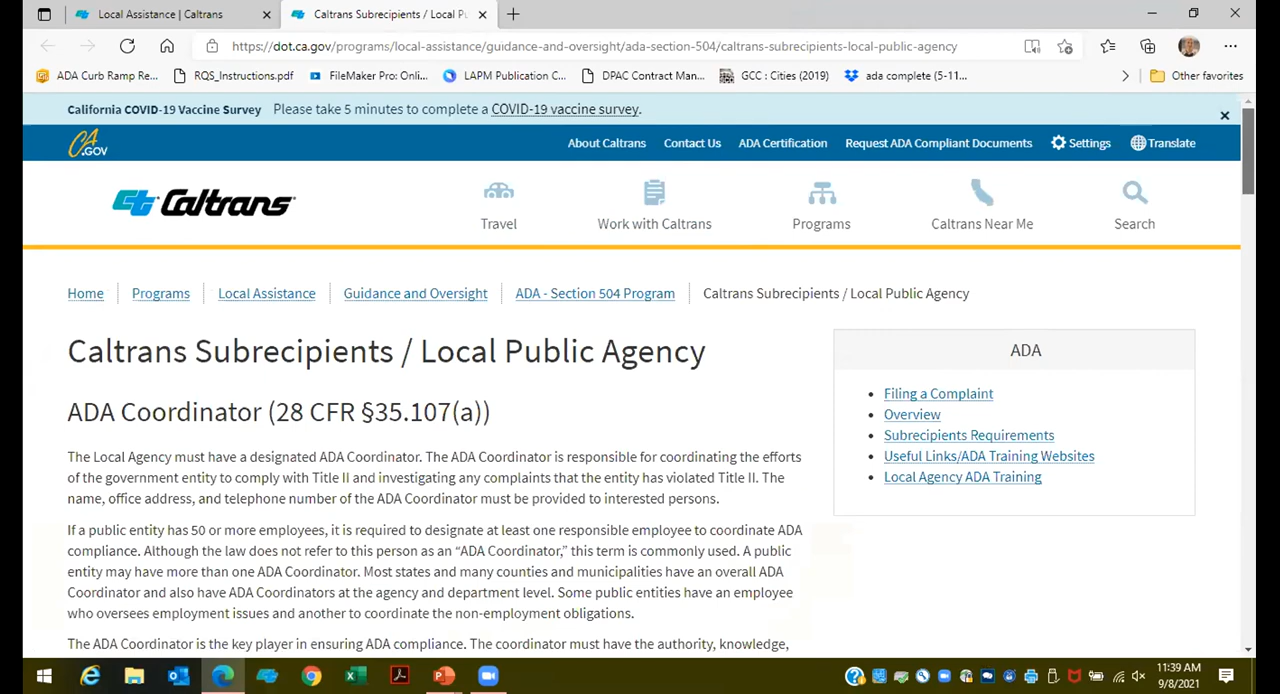 Local Assistance | Caltrans
Caltrans Subrecipients / Local P
https://dot.ca.gov/programs/local-assistance/guidance-and-oversight/ada-section-504/caltrans-subrecipients-local-public-agency
ADA Curb Ramp Re...
RQS_Instructions.pdf
FileMaker Pro: Onli...
LAPM Publication C...
DPAC Contract Man...
GCC : Cities (2019)
ada complete (5-11...
Other favorites
California COVID-19 Vaccine Survey Please take 5 minutes to complete a COVID-19 vaccine survey.
CA.GOV
About Caltrans
Contact Us
ADA Certification
Request ADA Compliant Documents
Settings
Translate
ct Caltrans
Travel
Work with Caltrans
Programs
Caltrans Near Me
Search
Home
Programs
Local Assistance
Guidance and Oversight
ADA - Section 504 Program
Caltrans Subrecipients / Local Public Agency
Caltrans Subrecipients / Local Public Agency
ADA Coordinator (28 CFR §35.107(a))
The Local Agency must have a designated ADA Coordinator. The ADA Coordinator is responsible for coordinating the efforts
of the government entity to comply with Title II and investigating any complaints that the entity has violated Title II. The
name, office address, and telephone number of the ADA Coordinator must be provided to interested persons.
If a public entity has 50 or more employees, it is required to designate at least one responsible employee to coordinate ADA
compliance. Although the law does not refer to this person as an “ADA Coordinator,” this term is commonly used. A public
entity may have more than one ADA Coordinator. Most states and many counties and municipalities have an overall ADA
Coordinator and also have ADA Coordinators at the agency and department level. Some public entities have an employee
who oversees employment issues and another to coordinate the non-employment obligations.
The ADA Coordinator is the key player in ensuring ADA compliance. The coordinator must have the authority, knowledge,
ADA
Filing a Complaint
Overview
Subrecipients Requirements
Useful Links/ADA Training Websites
Local Agency ADA Training
11:39 AM
9/8/2021